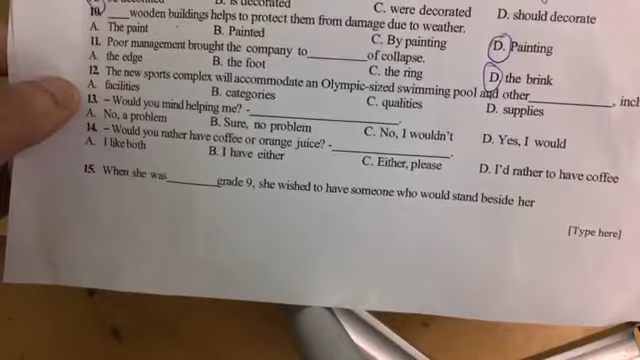 B. is decorated C. were decorated D. should decorate
10. ____wooden buildings helps to protect them from damage due to weather.
A. The paint B. Painted C. By painting D. Painting
11. Poor management brought the company to__________of collapse.
A. the edge B. the foot C. the ring D. the brink
12. The new sports complex will accommodate an Olympic-sized swimming pool and other______________,
A. facilities B. categories C. qualities D. supplies
13. – Would you mind helping me? -__________________________.
A. No, a problem B. Sure, no problem C. No, I wouldn't D. Yes, I would
14. – Would you rather have coffee or orange juice? -____________________.
A. I like both B. I have either C. Either, please D. I'd rather to have coffee
15. When she was_________grade 9, she wished to have someone who would stand beside her
[Type here]